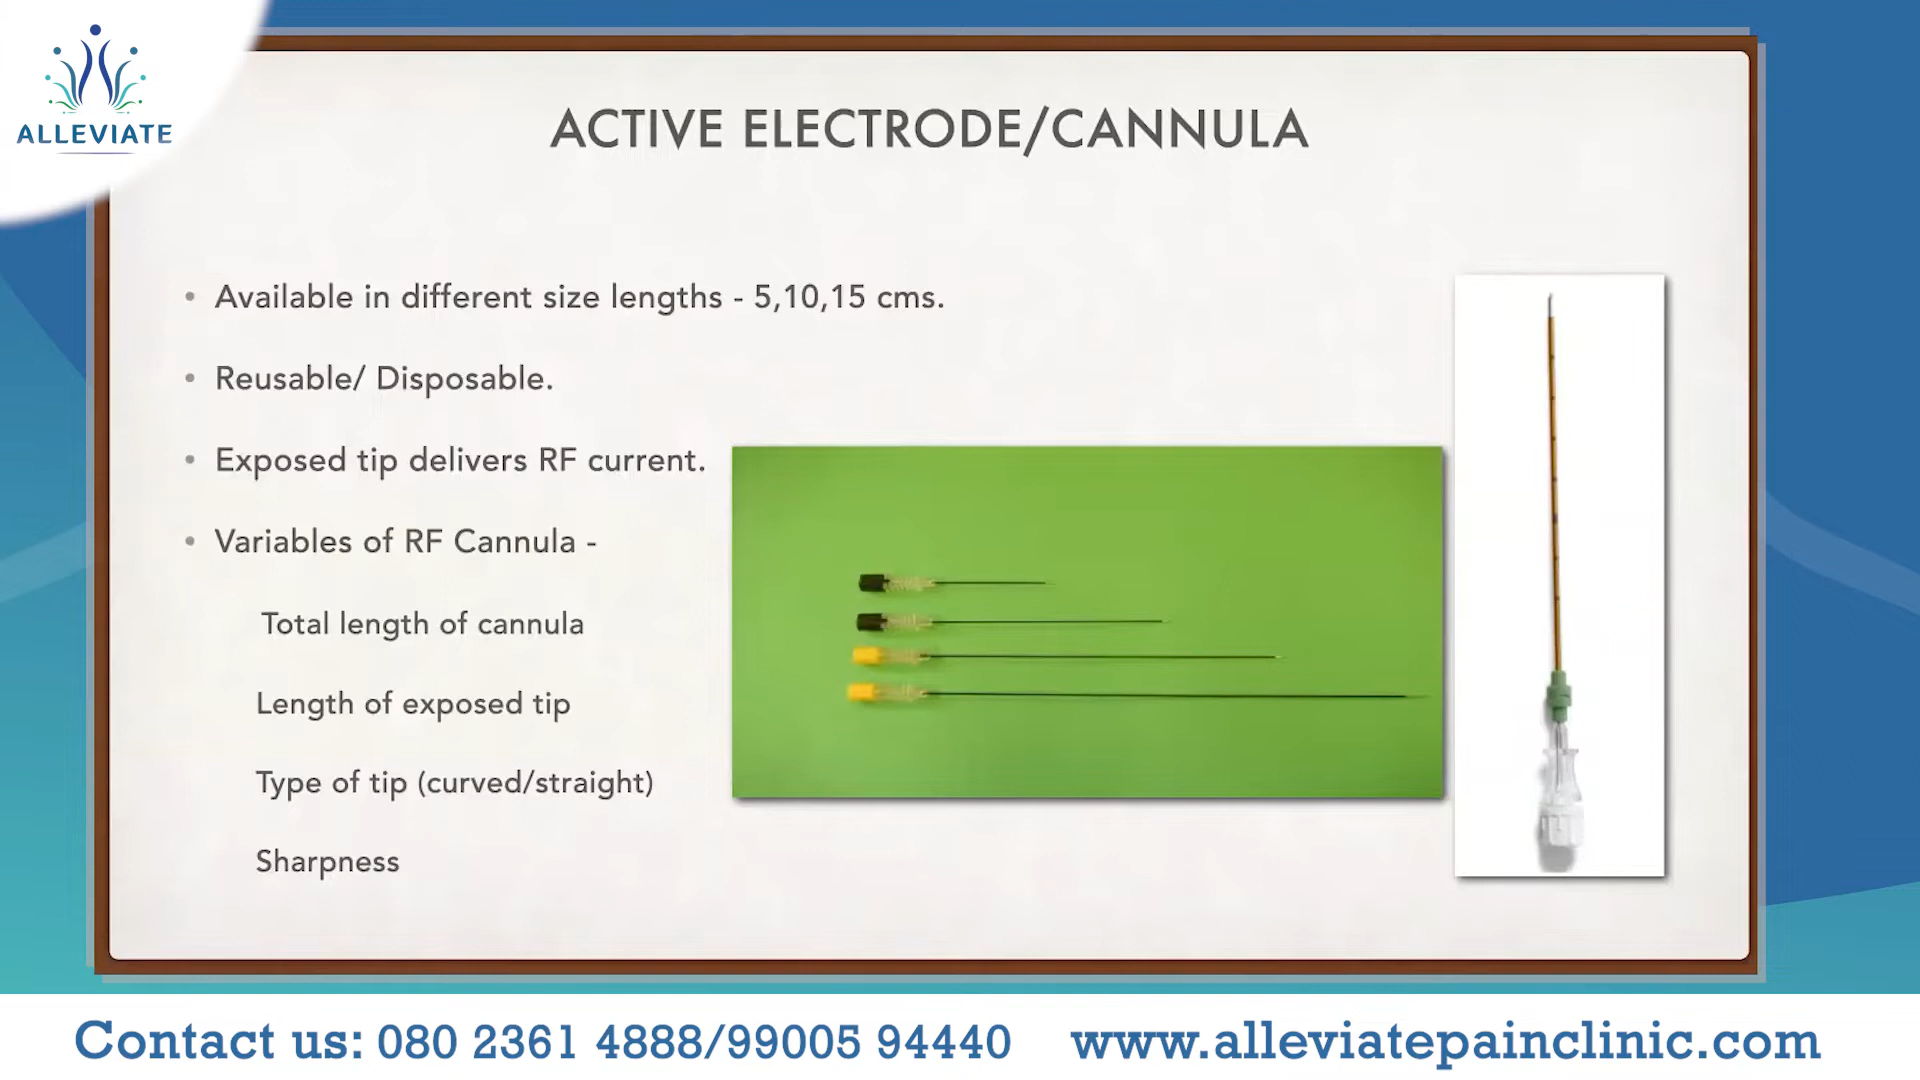 ALLEVIATE
ACTIVE ELECTRODE/CANNULA
• Available in different size lengths - 5,10,15 cms.
• Reusable/ Disposable.
• Exposed tip delivers RF current.
• Variables of RF Cannula -
Total length of cannula
Length of exposed tip
Type of tip (curved/straight)
Sharpness
Contact us: 080 2361 4888/99005 94440 www.alleviatepainclinic.com